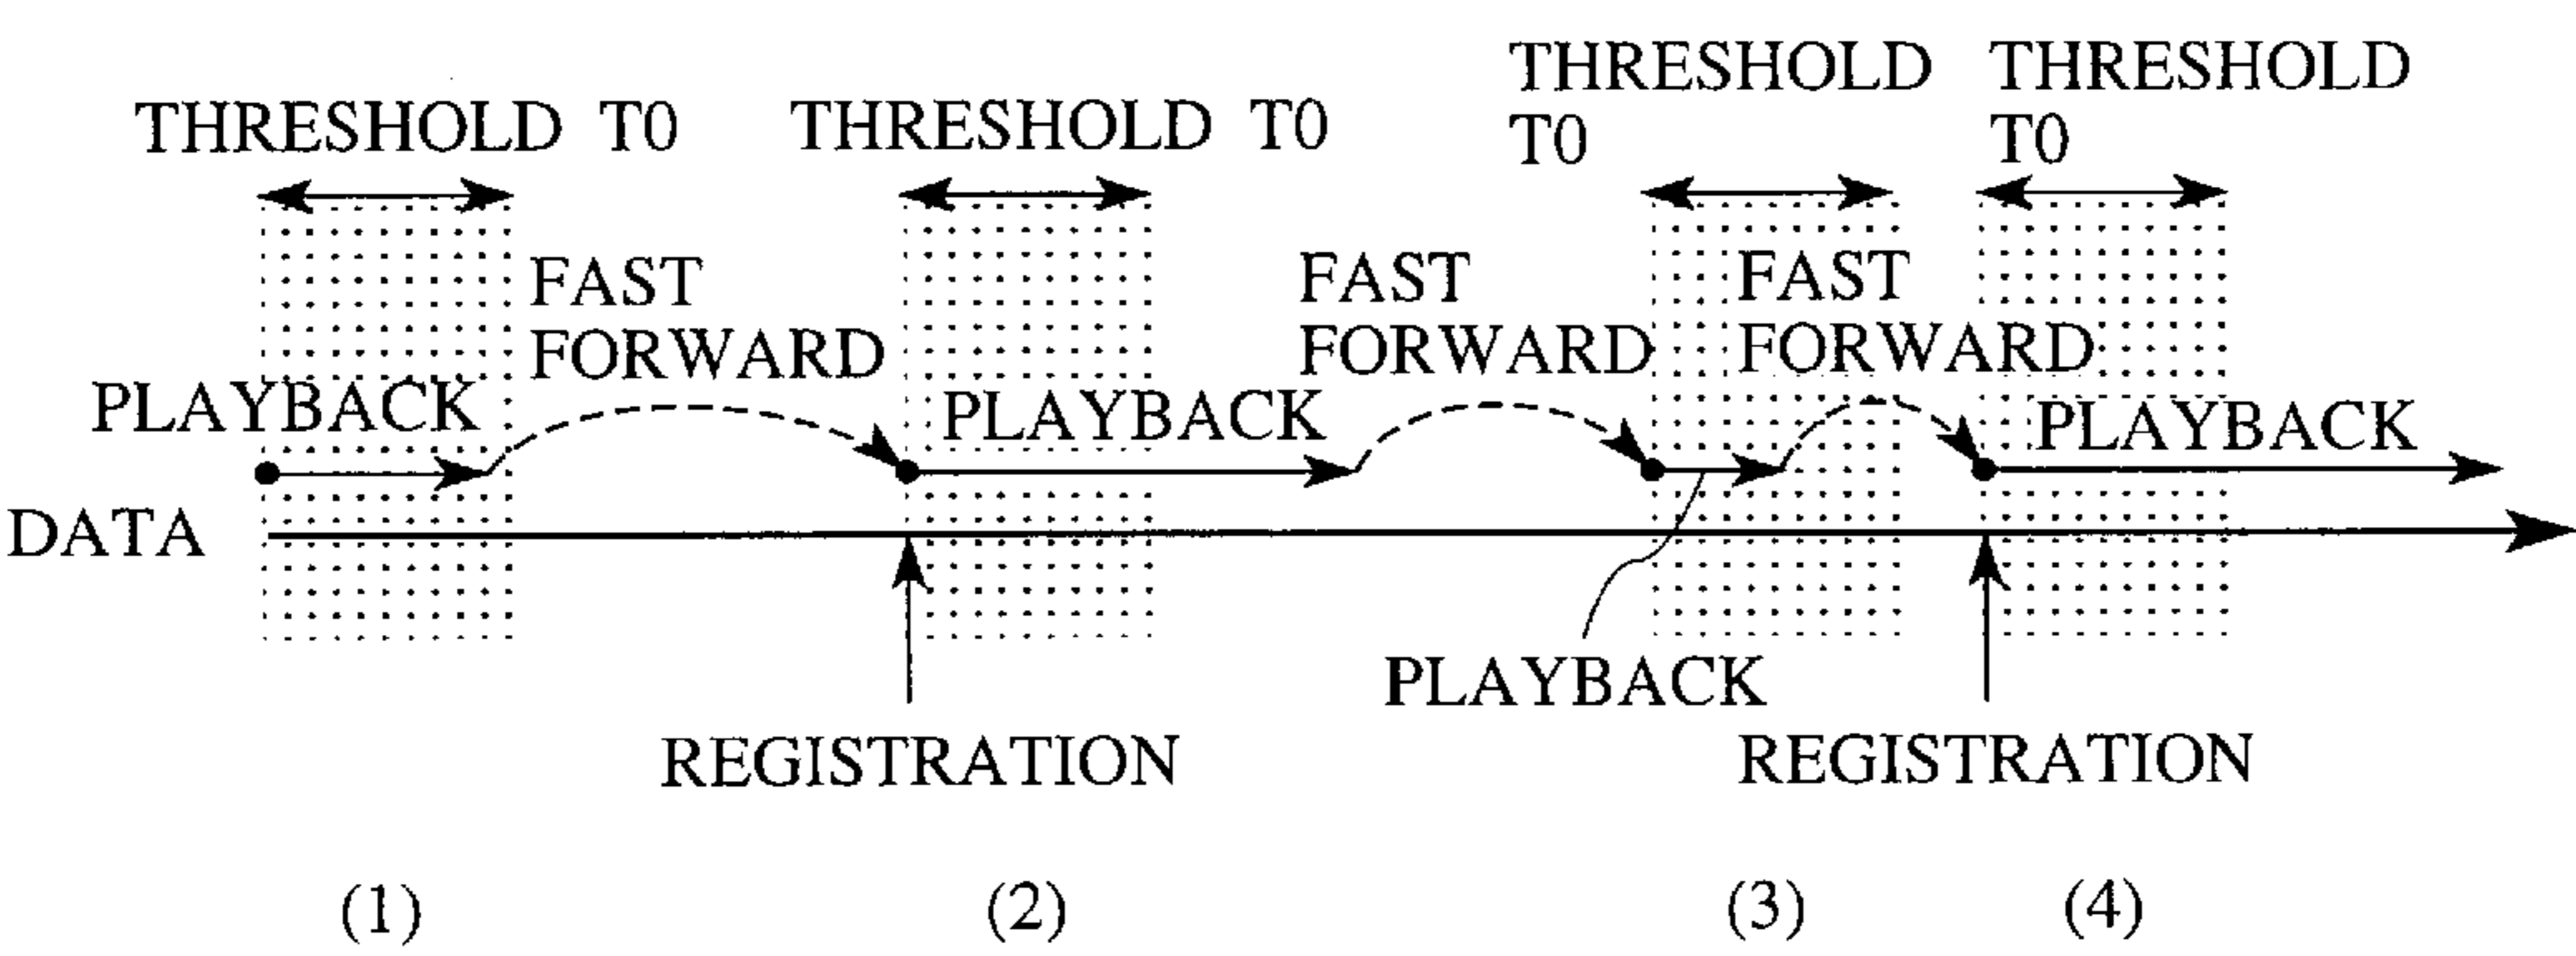 THRESHOLD T0
THRESHOLD T0
THRESHOLD
T0
THRESHOLD
T0
FAST
FORWARD
FAST
FORWARD
FAST
FORWARD
PLAYBACK
PLAYBACK
PLAYBACK
DATA
PLAYBACK
REGISTRATION
REGISTRATION
(1)
(2)
(3)
(4)